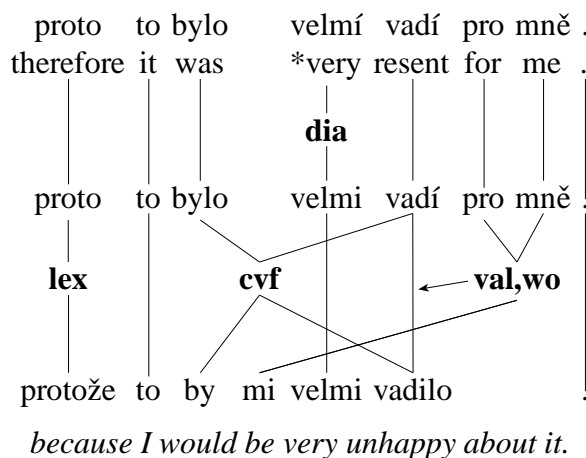 proto to bylo velmí vadí pro mně .
therefore it was *very resent for me .
dia
proto to bylo velmi vadí pro mně .
lex cvf val,wo
protože to by mi velmi vadilo .
because I would be very unhappy about it.